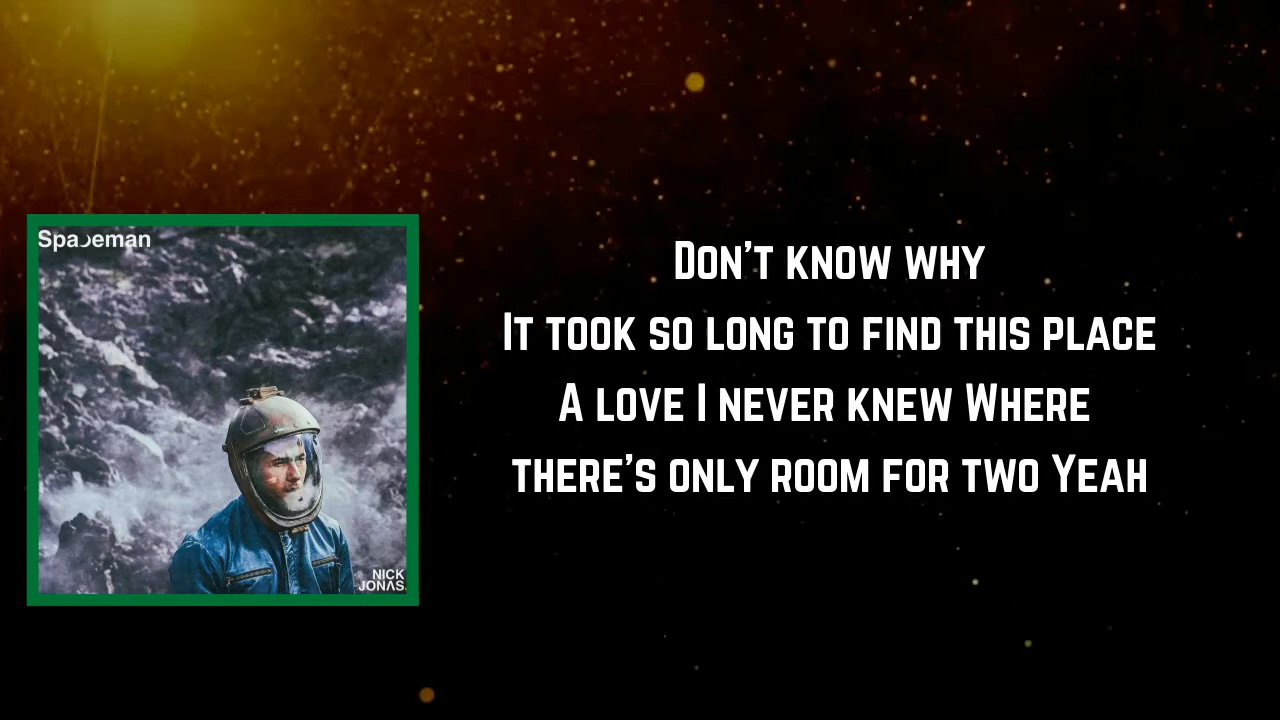 Spaceman
DON'T KNOW WHY
IT TOOK SO LONG TO FIND THIS PLACE
A LOVE I NEVER KNEW WHERE
THERE'S ONLY ROOM FOR TWO YEAH
NICK
JONAS